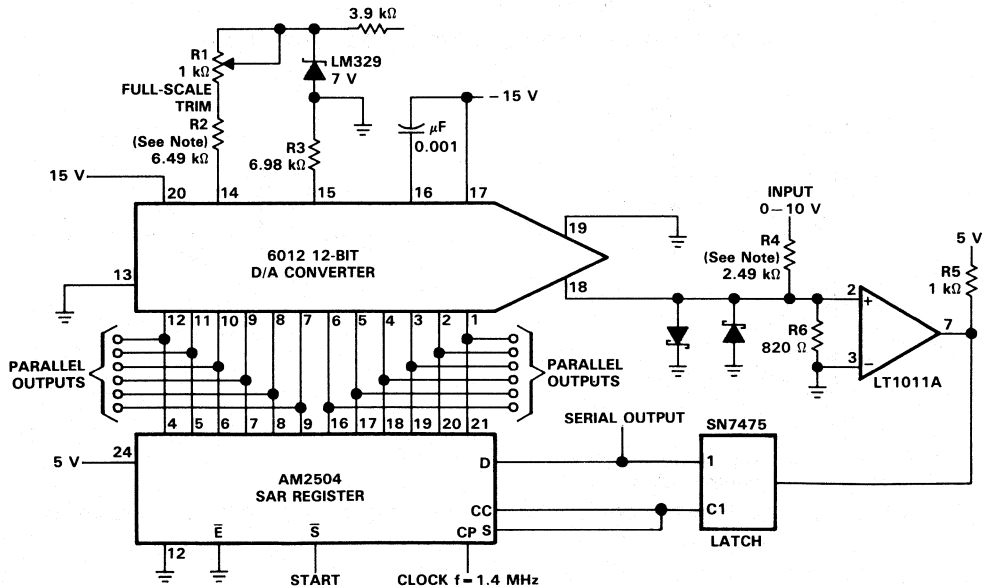 3.9 kΩ
R1
1 kΩ
FULL-SCALE
TRIM
LM329
7 V
−15 V
R2
(See Note)
6.49 kΩ
R3
6.98 kΩ
μF
0.001
15 V
20
14
15
16
17
INPUT
0−10 V
R4
(See Note)
2.49 kΩ
5 V
R5
1 kΩ
19
6012 12-BIT
D/A CONVERTER
13
18
2
+
R6
820 Ω
3
−
7
LT1011A
12
11
10
9
8
7
6
5
4
3
2
1
PARALLEL
OUTPUTS
PARALLEL
OUTPUTS
4
5
6
7
8
9
16
17
18
19
20
21
SERIAL OUTPUT
SN7475
24
5 V
D
1
AM2504
SAR REGISTER
CC
C1
E̅
S̅
CP
S
LATCH
12
START
CLOCK f = 1.4 MHz